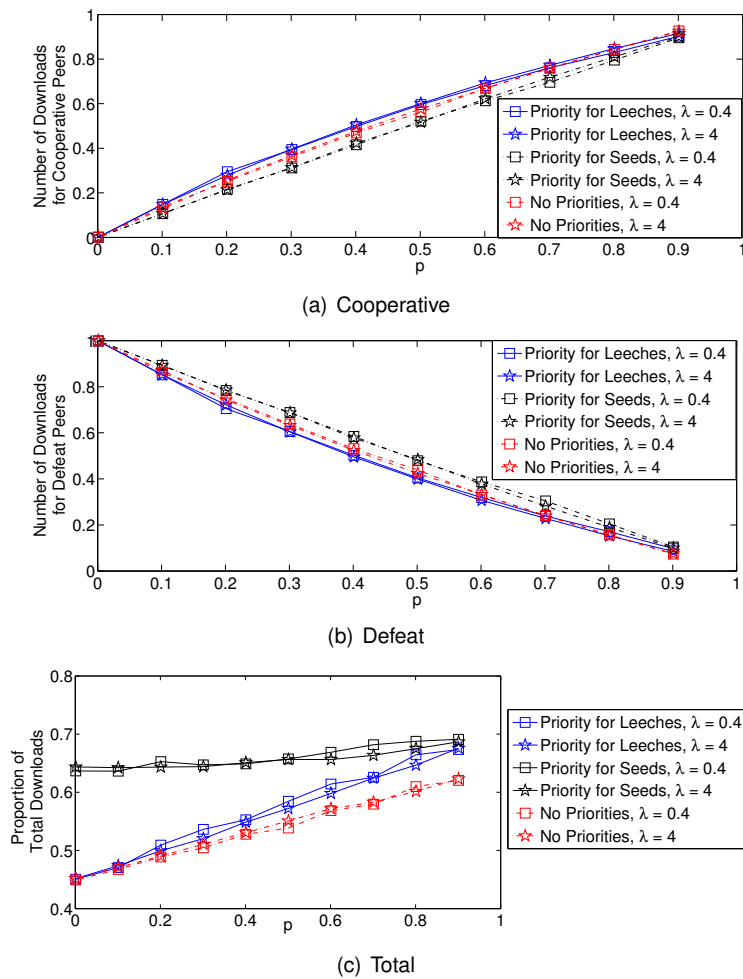 1
0.8
0.6
0.4
0.2
0
Number of Downloads
for Cooperative Peers
Priority for Leeches, λ = 0.4
Priority for Leeches, λ = 4
Priority for Seeds, λ = 0.4
Priority for Seeds, λ = 4
No Priorities, λ = 0.4
No Priorities, λ = 4
0 0.1 0.2 0.3 0.4 0.5 0.6 0.7 0.8 0.9 1
p
(a) Cooperative
1
0.8
0.6
0.4
0.2
0
Number of Downloads
for Defeat Peers
Priority for Leeches, λ = 0.4
Priority for Leeches, λ = 4
Priority for Seeds, λ = 0.4
Priority for Seeds, λ = 4
No Priorities, λ = 0.4
No Priorities, λ = 4
0 0.1 0.2 0.3 0.4 0.5 0.6 0.7 0.8 0.9 1
p
(b) Defeat
0.8
0.7
0.6
0.5
0.4
Proportion of
Total Downloads
Priority for Leeches, λ = 0.4
Priority for Leeches, λ = 4
Priority for Seeds, λ = 0.4
Priority for Seeds, λ = 4
No Priorities, λ = 0.4
No Priorities, λ = 4
0 0.2 0.4 0.6 0.8 1
p
(c) Total